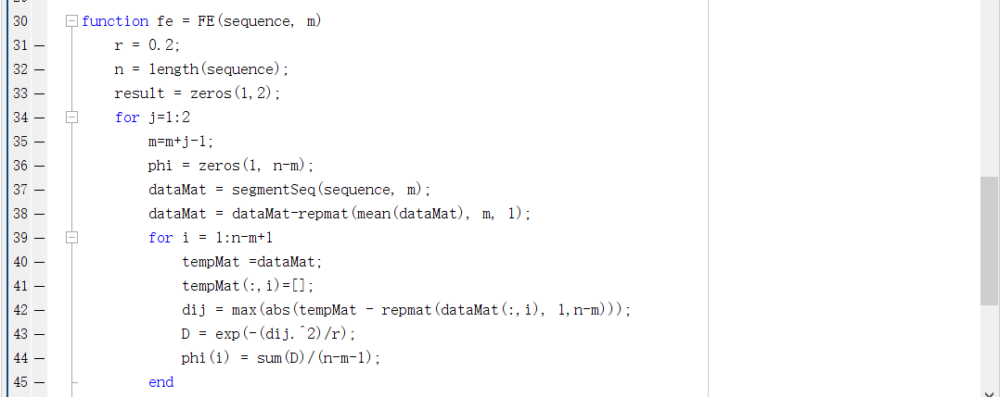 30 function fe = FE(sequence, m)
31 — r = 0.2;
32 — n = length(sequence);
33 — result = zeros(1,2);
34 — for j=1:2
35 — m=m+j-1;
36 — phi = zeros(1, n-m);
37 — dataMat = segmentSeq(sequence, m);
38 — dataMat = dataMat-repmat(mean(dataMat), m, 1);
39 — for i = 1:n-m+1
40 — tempMat =dataMat;
41 — tempMat(:,i)=[];
42 — dij = max(abs(tempMat - repmat(dataMat(:,i), 1,n-m)));
43 — D = exp(-(dij.^2)/r);
44 — phi(i) = sum(D)/(n-m-1);
45 — end